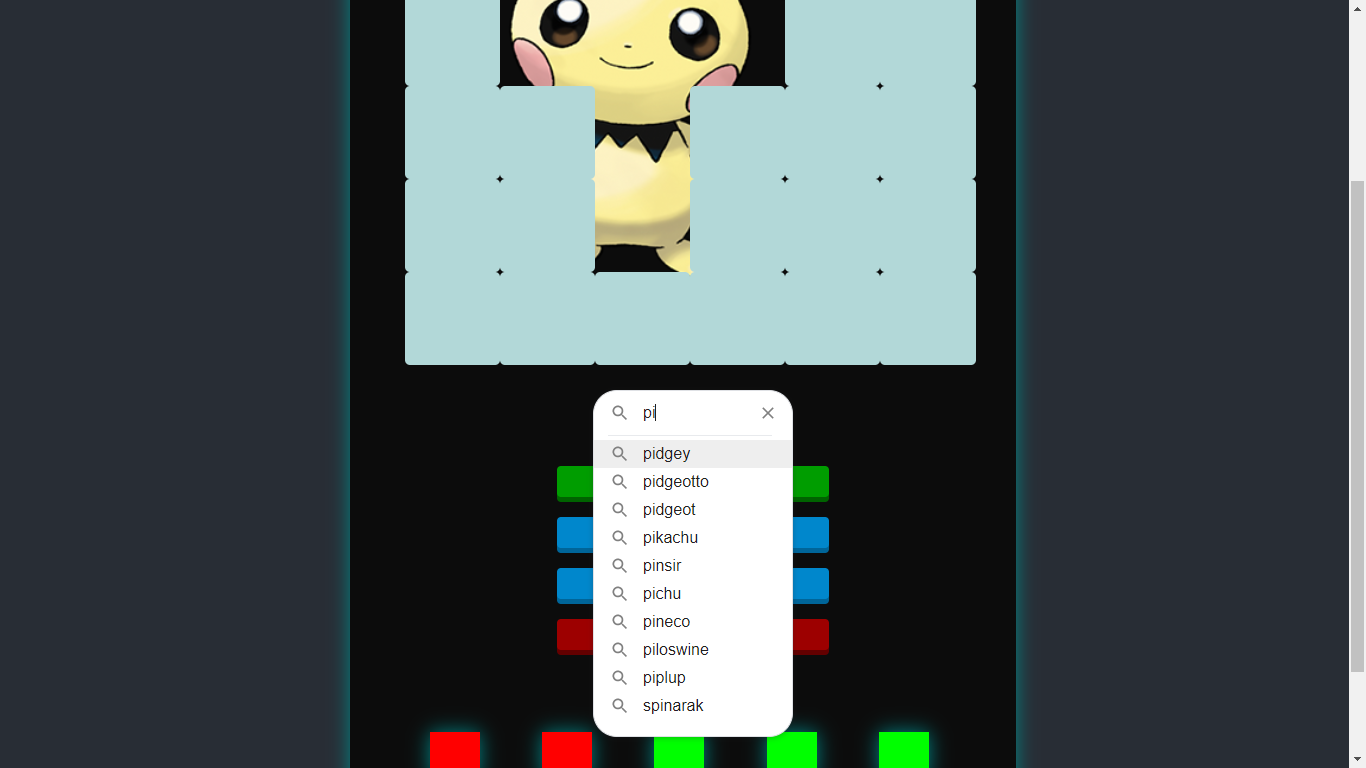 pi
pidgey
pidgeotto
pidgeot
pikachu
pinsir
pichu
pineco
piloswine
piplup
spinarak